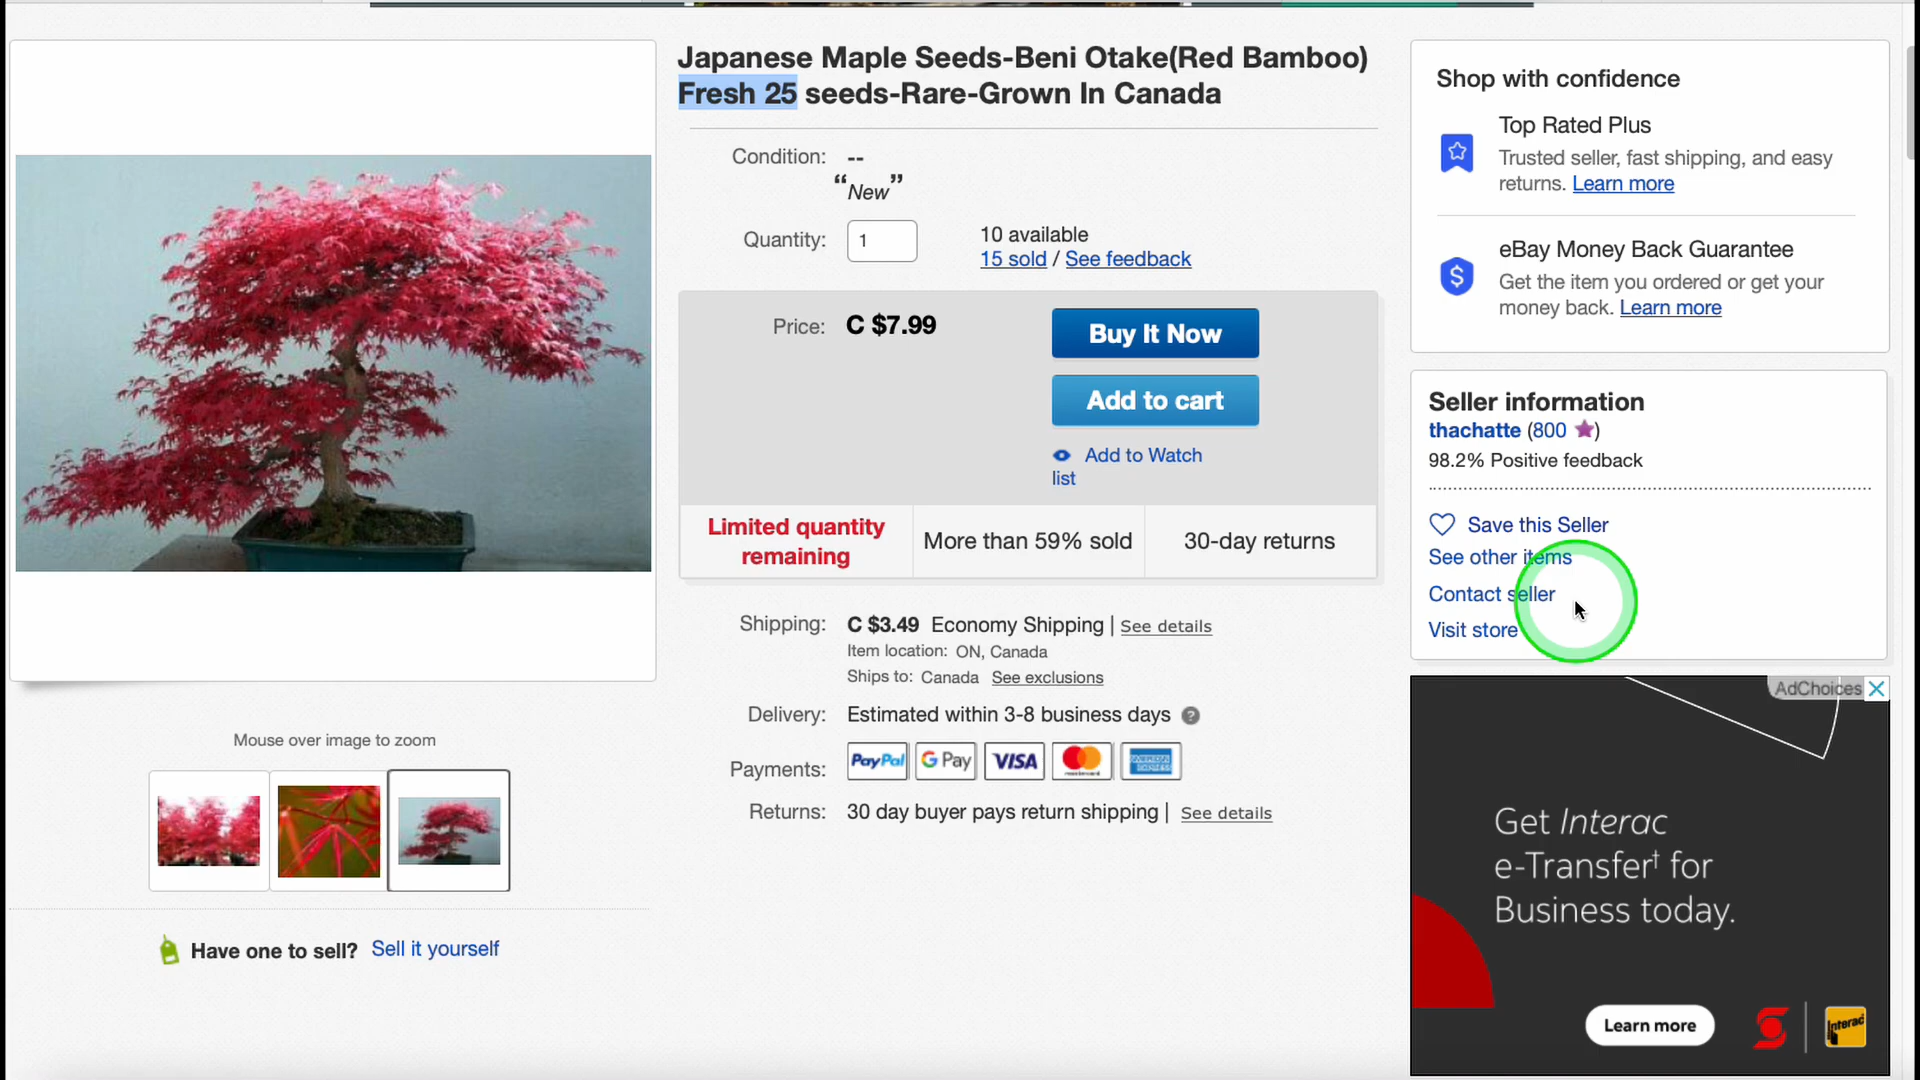 Japanese Maple Seeds-Beni Otake(Red Bamboo)
Fresh 25 seeds-Rare-Grown In Canada
Condition: --
“New”
Quantity: 1
10 available
15 sold / See feedback
Price: C $7.99
Buy It Now
Add to cart
Add to Watch
list
Limited quantity
remaining
More than 59% sold
30-day returns
Shipping: C $3.49 Economy Shipping | See details
Item location: ON, Canada
Ships to: Canada See exclusions
Delivery: Estimated within 3-8 business days ?
Payments: PayPal G Pay VISA mastercard AMERICAN EXPRESS
Returns: 30 day buyer pays return shipping | See details
Mouse over image to zoom
Have one to sell? Sell it yourself
Shop with confidence
Top Rated Plus
Trusted seller, fast shipping, and easy
returns. Learn more
eBay Money Back Guarantee
$
Get the item you ordered or get your
money back. Learn more
Seller information
thachatte (800 ★)
98.2% Positive feedback
Save this Seller
See other items
Contact seller
Visit store
AdChoices
Get Interac
e-Transfer† for
Business today.
Learn more
Interac